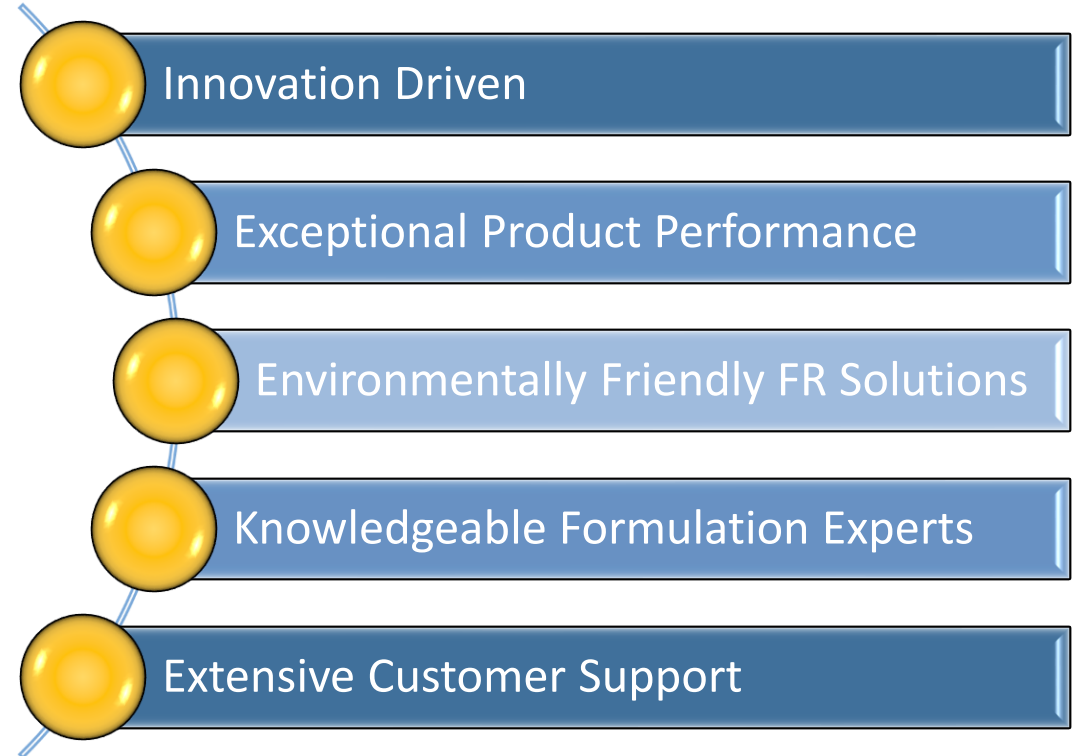 Innovation Driven
Exceptional Product Performance
Environmentally Friendly FR Solutions
Knowledgeable Formulation Experts
Extensive Customer Support